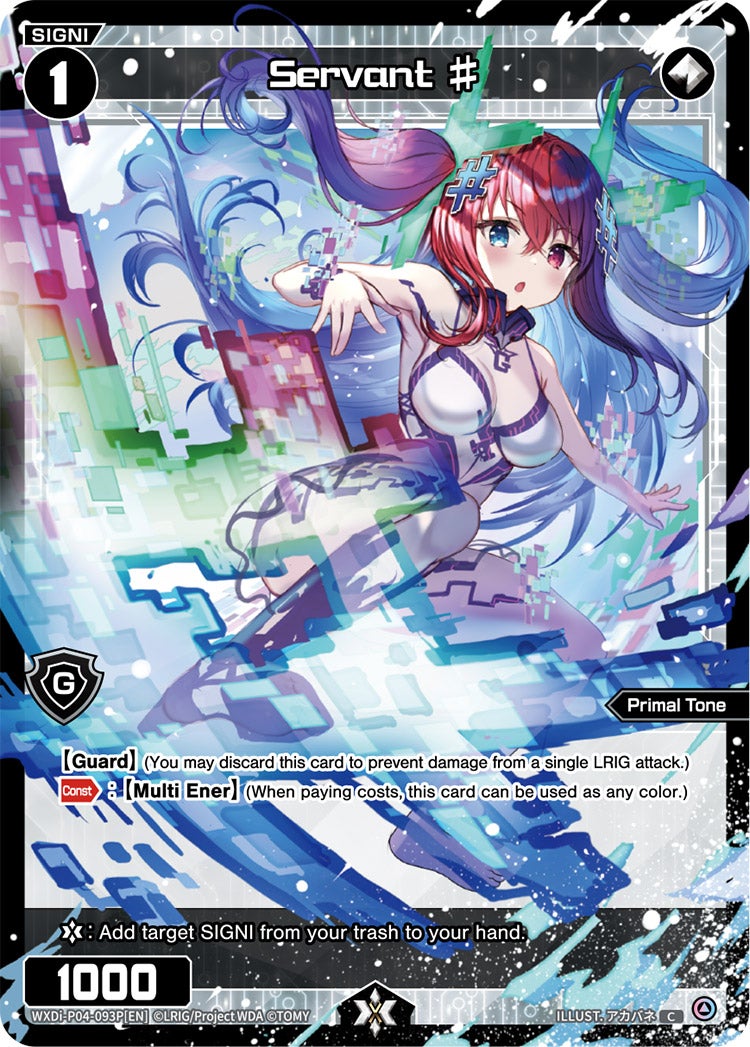 SIGNI
1
Servant #
G
Primal Tone
【Guard】 (You may discard this card to prevent damage from a single LRIG attack.)
Const : 【Multi Ener】 (When paying costs, this card can be used as any color.)
: Add target SIGNI from your trash to your hand.
1000
WXDi-P04-093P[EN] ©LRIG/Project WDA ©TOMY
ILLUST. アカバネ C